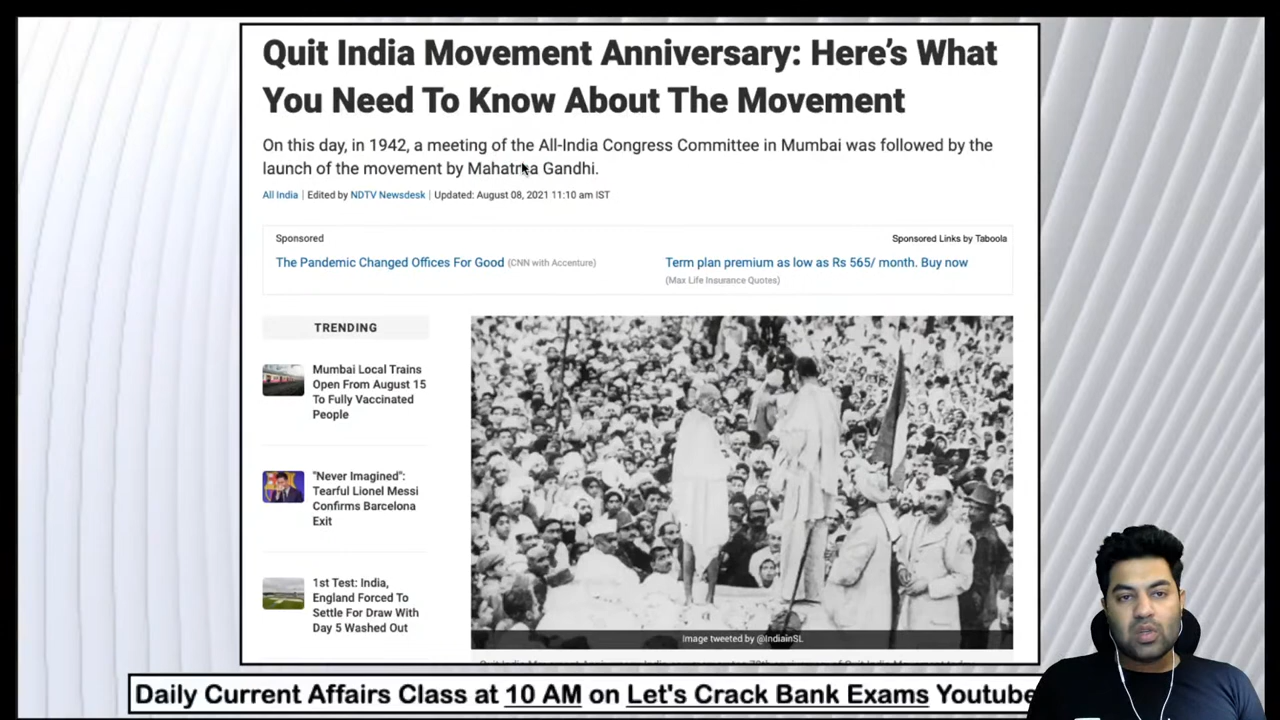 Quit India Movement Anniversary: Here's What
You Need To Know About The Movement
On this day, in 1942, a meeting of the All-India Congress Committee in Mumbai was followed by the
launch of the movement by Mahatma Gandhi.
All India | Edited by NDTV Newsdesk | Updated: August 08, 2021 11:10 am IST
Sponsored
Sponsored Links by Taboola
The Pandemic Changed Offices For Good (CNN with Accenture)
Term plan premium as low as Rs 565/ month. Buy now
(Max Life Insurance Quotes)
TRENDING
Mumbai Local Trains
Open From August 15
To Fully Vaccinated
People
"Never Imagined":
Tearful Lionel Messi
Confirms Barcelona
Exit
1st Test: India,
England Forced To
Settle For Draw With
Day 5 Washed Out
Image tweeted by @IndiainSL
Daily Current Affairs Class at 10 AM on Let's Crack Bank Exams Youtube